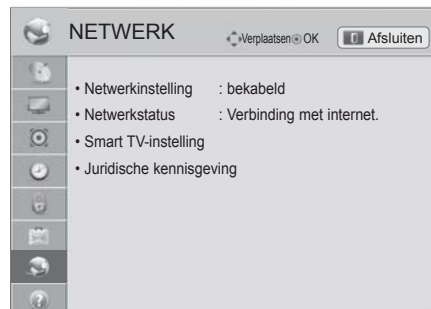 NETWERK Verplaatsen OK Afsluiten
• Netwerkinstelling : bekabeld
• Netwerkstatus : Verbinding met internet.
• Smart TV-instelling
• Juridische kennisgeving